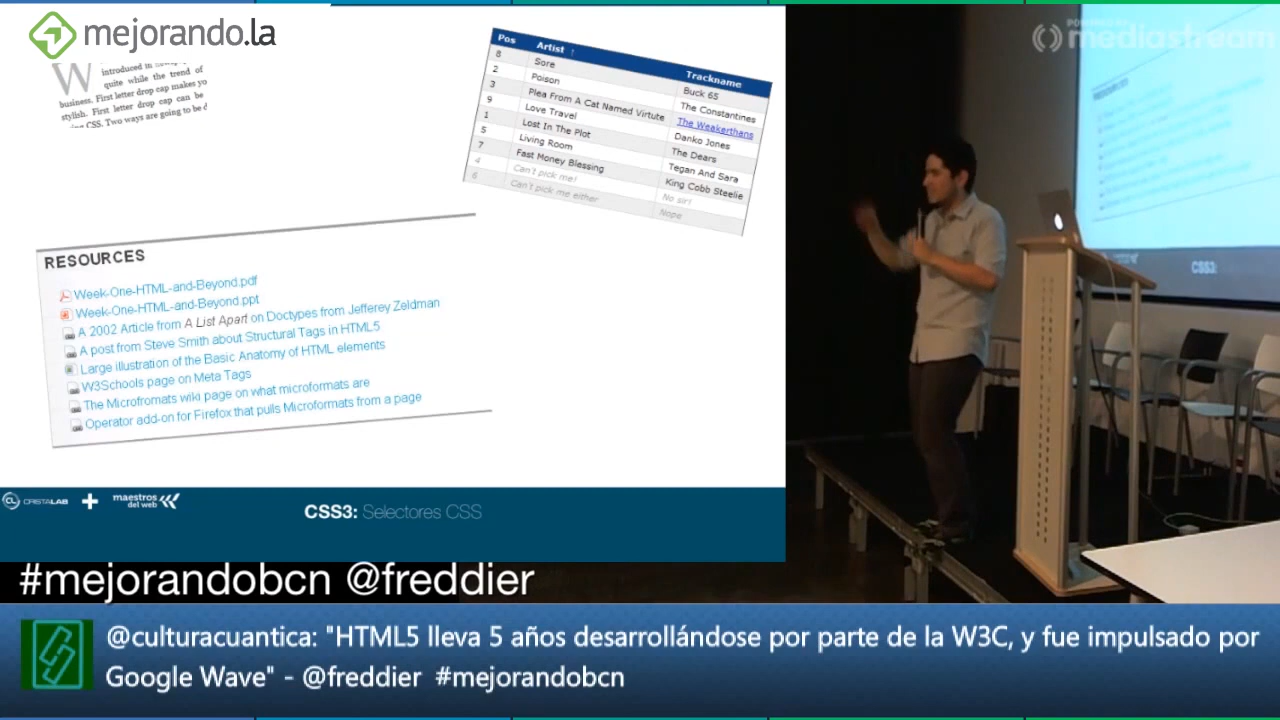 mejorando.la
introduced in
quite while the trend of
business. First letter drop cap makes yo
stylish. First letter drop cap can be
CSS. Two ways are going to be d
Pos Artist ↑ Trackname
8 Sore Buck 65
2 Poison The Constantines
3 Plea From A Cat Named Virtute The Weakerthans
9 Love Travel Danko Jones
1 Lost In The Plot The Dears
5 Living Room Tegan And Sara
7 Fast Money Blessing King Cobb Steelie
4 Can't pick me! No sir!
6 Can't pick me either Nope
POWERED BY
mediastream
RESOURCES
Week-One-HTML-and-Beyond.pdf
Week-One-HTML-and-Beyond.ppt
A 2002 Article from A List Apart on Doctypes from Jefferey Zeldman
A post from Steve Smith about Structural Tags in HTML5
Large illustration of the Basic Anatomy of HTML elements
W3Schools page on Meta Tags
The Microfromats wiki page on what microformats are
Operator add-on for Firefox that pulls Microformats from a page
CL CRISTALAB + maestros del web
CSS3: Selectores CSS
CSS3:
#mejorandobcn @freddier
@culturacuantica: "HTML5 lleva 5 años desarrollándose por parte de la W3C, y fue impulsado por
Google Wave" - @freddier #mejorandobcn